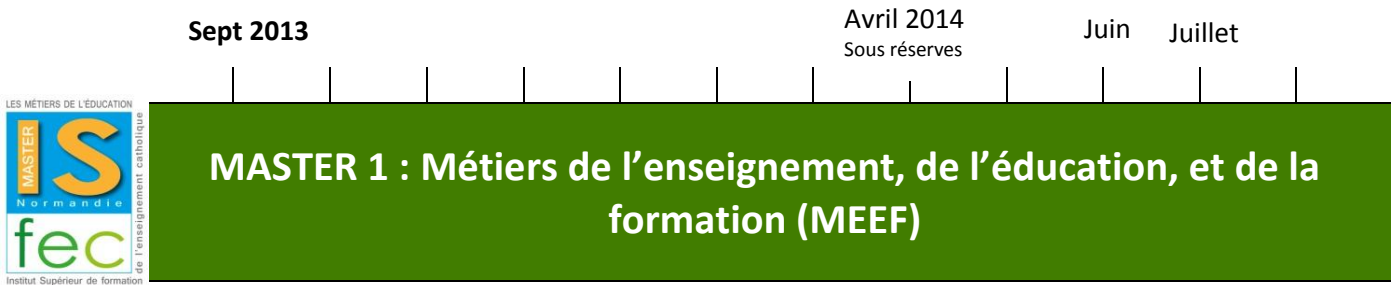 Sept 2013
Avril 2014
Sous réserves
Juin
Juillet
LES MÉTIERS DE L'ÉDUCATION
MASTER
IS
Normandie
fec
de l'enseignement catholique
Institut Supérieur de formation
MASTER 1 : Métiers de l'enseignement, de l'éducation, et de la
formation (MEEF)